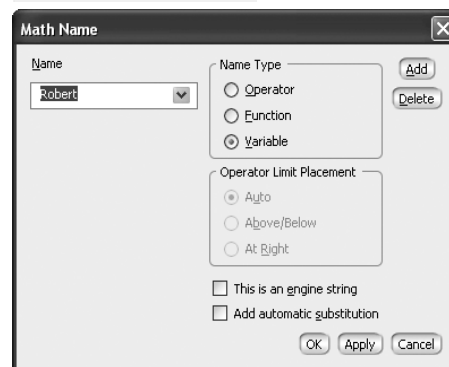 Math Name
Name
Robert
Name Type
Operator
Function
Variable
Add
Delete
Operator Limit Placement
Auto
Above/Below
At Right
This is an engine string
Add automatic substitution
OK Apply Cancel